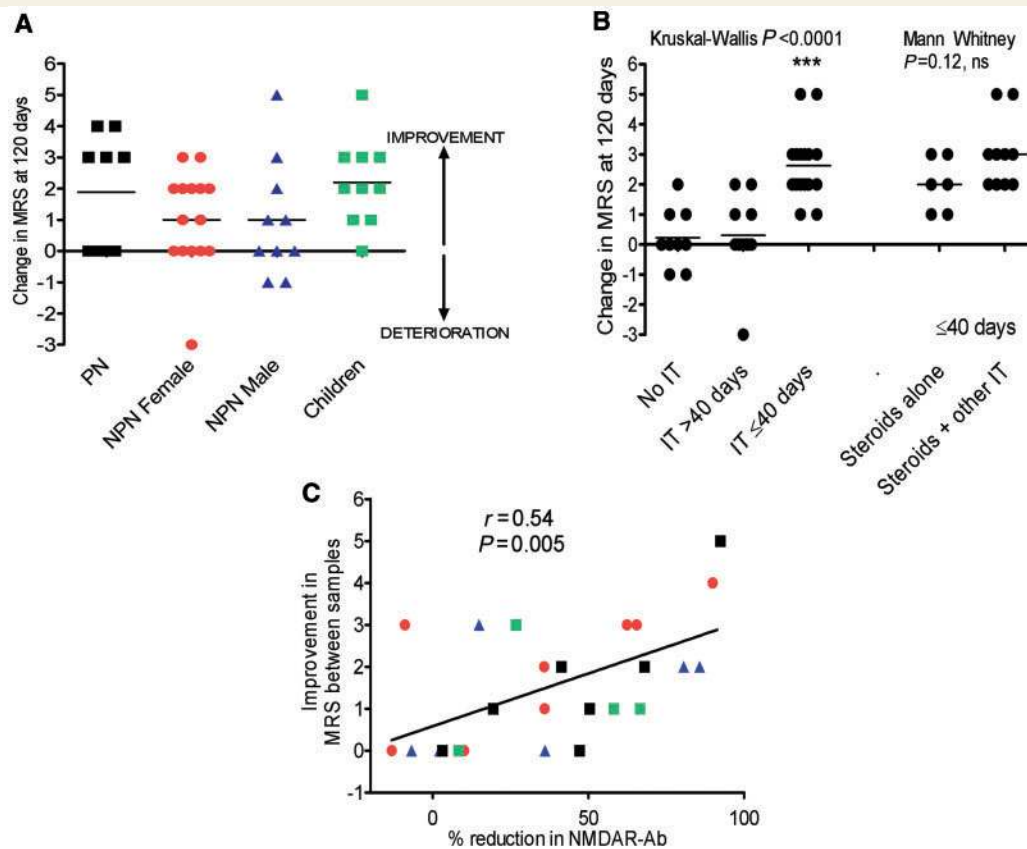 A
Change in MRS at 120 days
6
5
4
3
2
1
0
-1
-2
-3
IMPROVEMENT
DETERIORATION
PN
NPN Female
NPN Male
Children
B
Kruskal-Wallis P <0.0001
***
Mann Whitney
P=0.12, ns
Change in MRS at 120 days
6
5
4
3
2
1
0
-1
-2
-3
≤40 days
No IT
IT >40 days
IT ≤40 days
.
Steroids alone
Steroids + other IT
C
r=0.54
P=0.005
Improvement in
MRS between samples
6
5
4
3
2
1
0
-1
0 50 100
% reduction in NMDAR-Ab